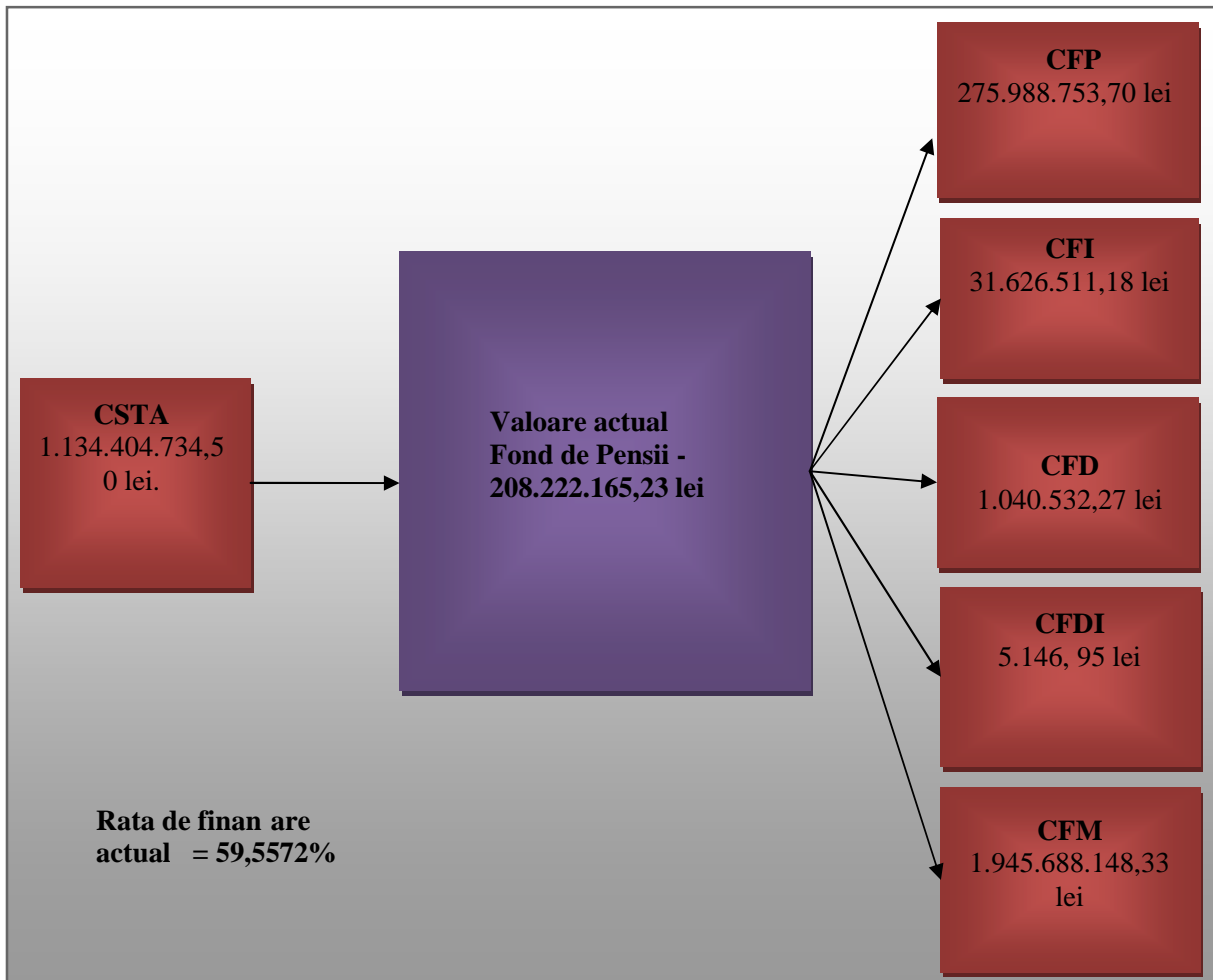 CFP
275.988.753,70 lei
CFI
31.626.511,18 lei
CSTA
1.134.404.734,5
0 lei.
Valoare actual
Fond de Pensii -
208.222.165,23 lei
CFD
1.040.532,27 lei
CFDI
5.146, 95 lei
CFM
1.945.688.148,33
lei
Rata de finan are
actual = 59,5572%